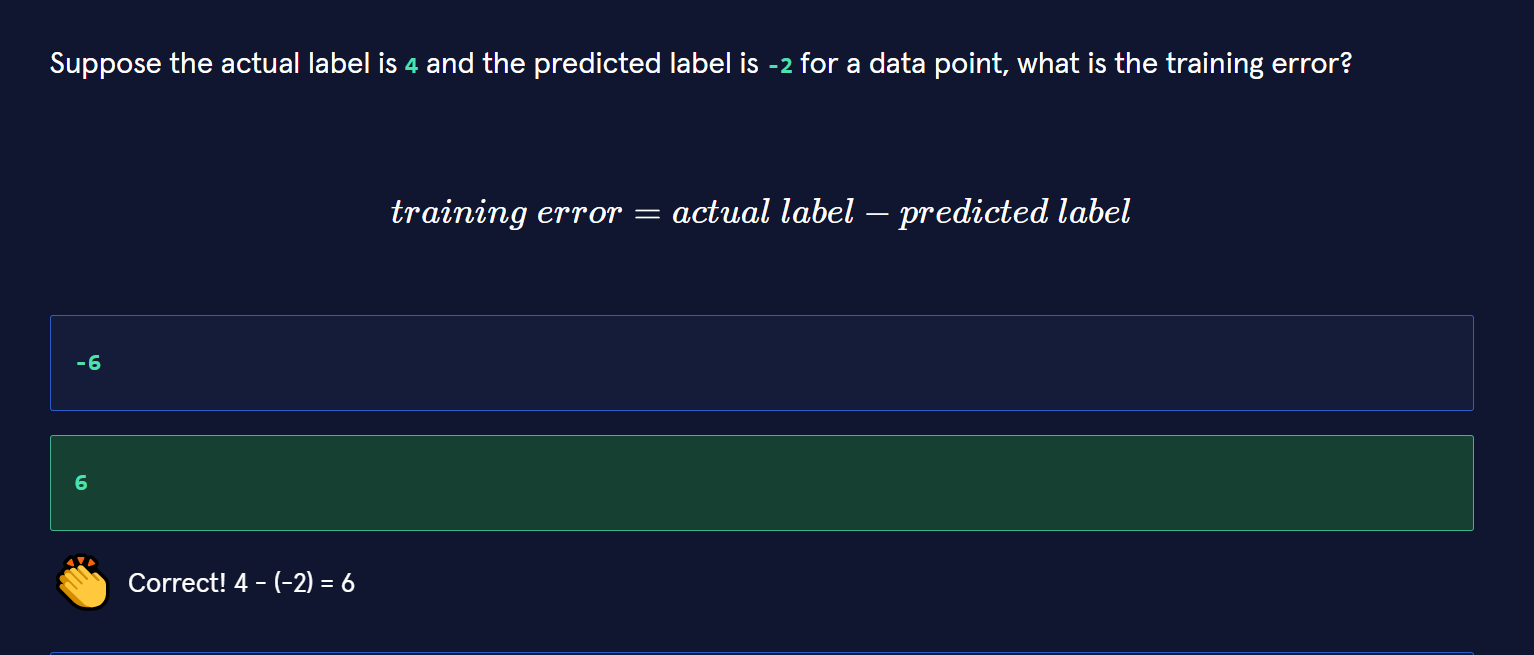 Suppose the actual label is 4 and the predicted label is -2 for a data point, what is the training error?
training error = actual label − predicted label
-6
6
Correct! 4 - (-2) = 6